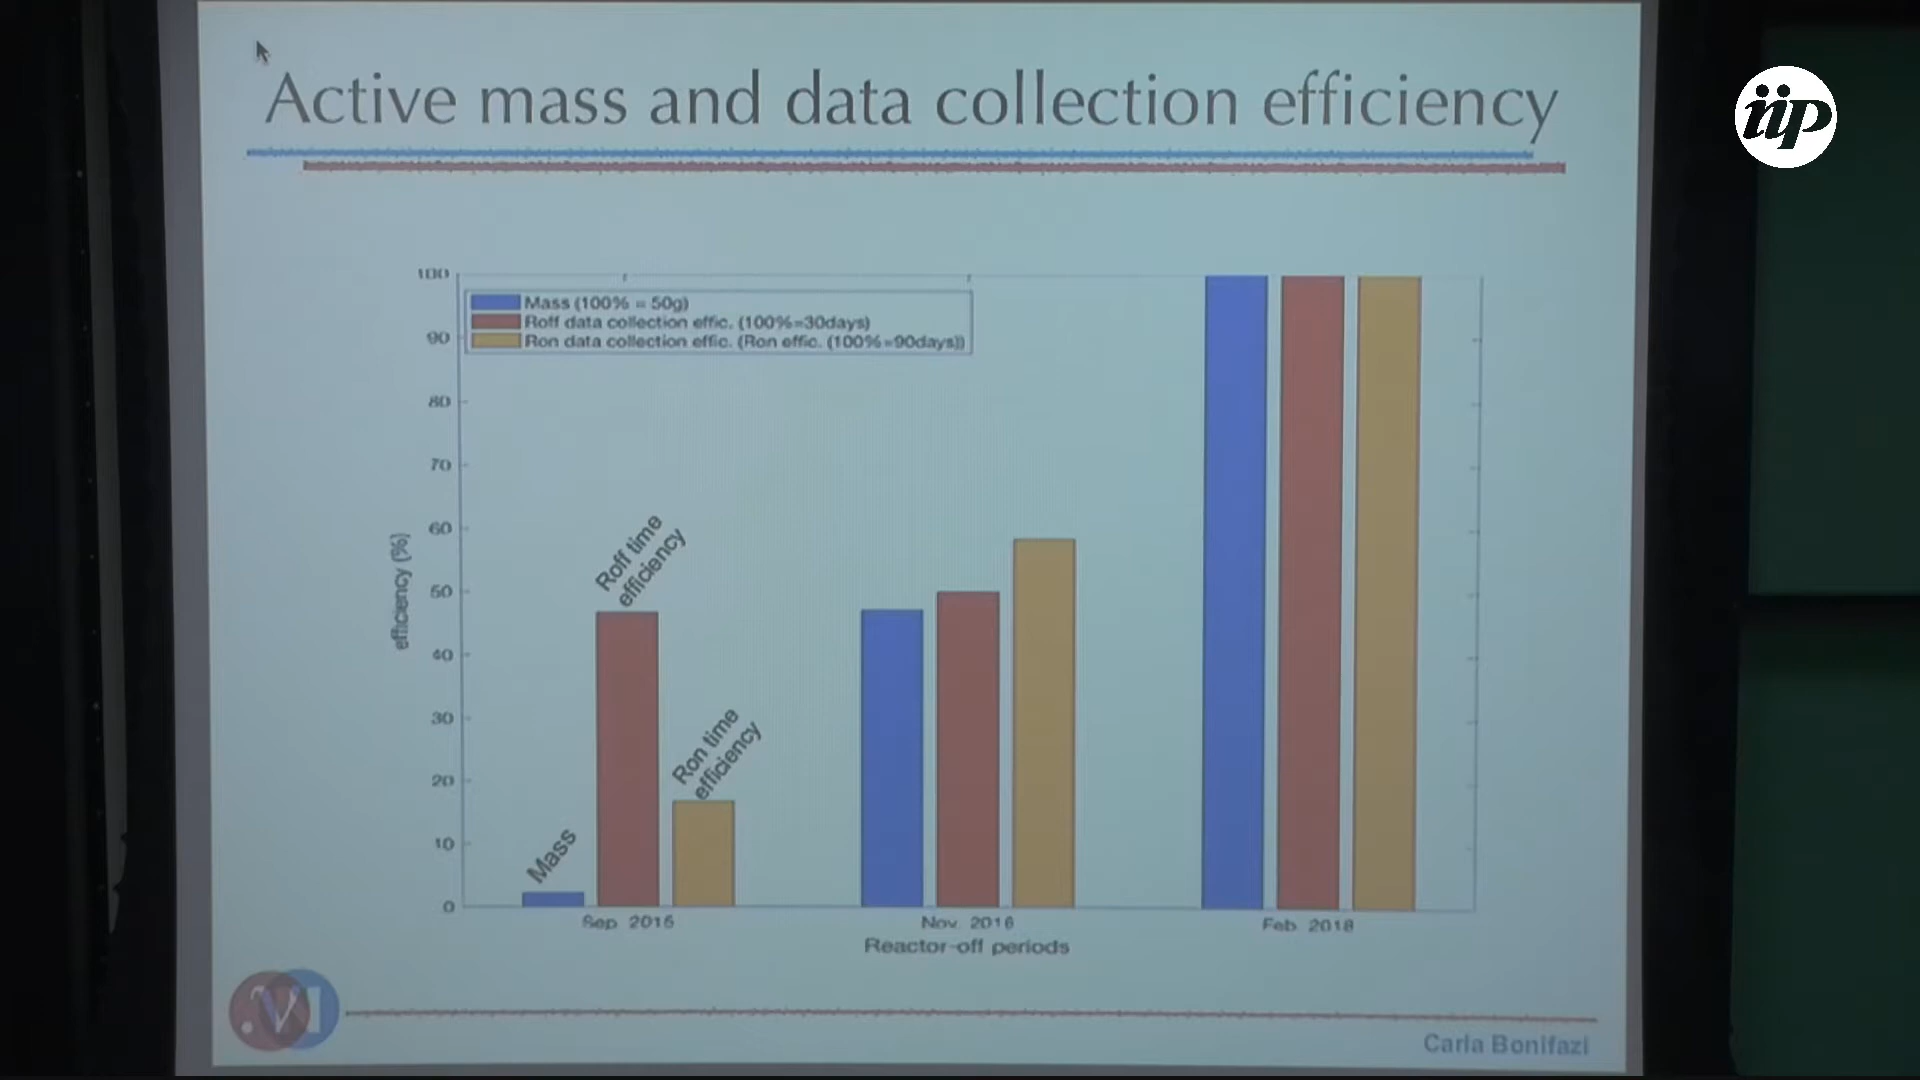 Active mass and data collection efficiency
iip
100
90
80
70
60
50
40
30
20
10
0
efficiency (%)
Mass (100% = 50g)
Roff data collection effic. (100%=30days)
Ron data collection effic. (Ron effic. (100%=90days))
Mass
Roff time
efficiency
Ron time
efficiency
Sep. 2015
Nov. 2016
Feb. 2018
Reactor-off periods
Carla Bonifazi